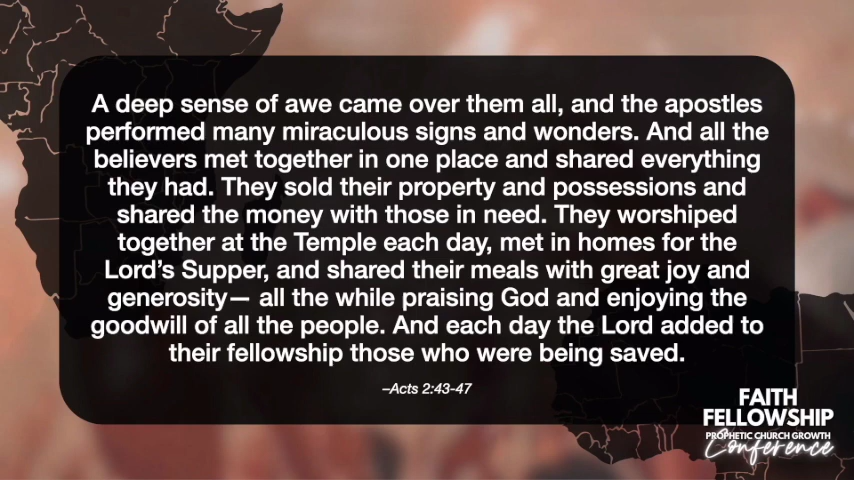 A deep sense of awe came over them all, and the apostles
performed many miraculous signs and wonders. And all the
believers met together in one place and shared everything
they had. They sold their property and possessions and
shared the money with those in need. They worshiped
together at the Temple each day, met in homes for the
Lord’s Supper, and shared their meals with great joy and
generosity— all the while praising God and enjoying the
goodwill of all the people. And each day the Lord added to
their fellowship those who were being saved.
–Acts 2:43-47
FAITH
FELLOWSHIP
PROPHETIC CHURCH GROWTH
Conference